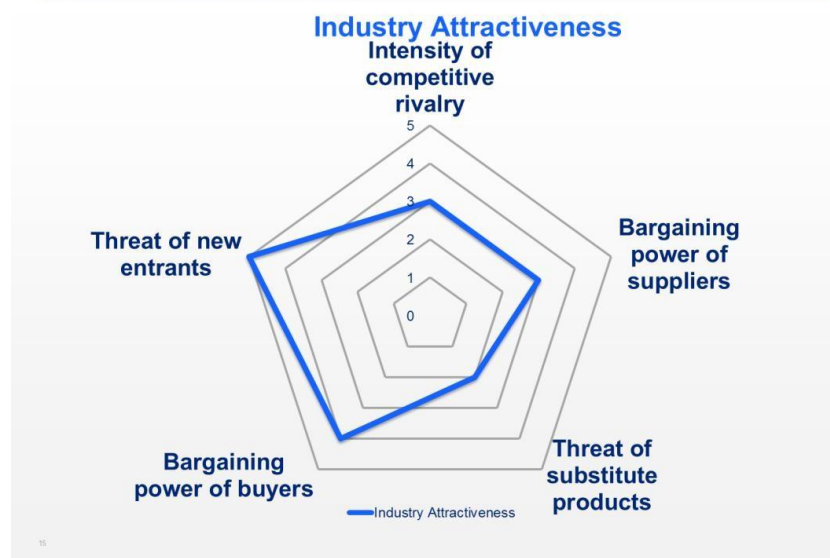 Industry Attractiveness
Intensity of
competitive
rivalry
5
4
3
2
1
0
Bargaining
power of
suppliers
Threat of new
entrants
Threat of
substitute
products
Bargaining
power of buyers
Industry Attractiveness
15